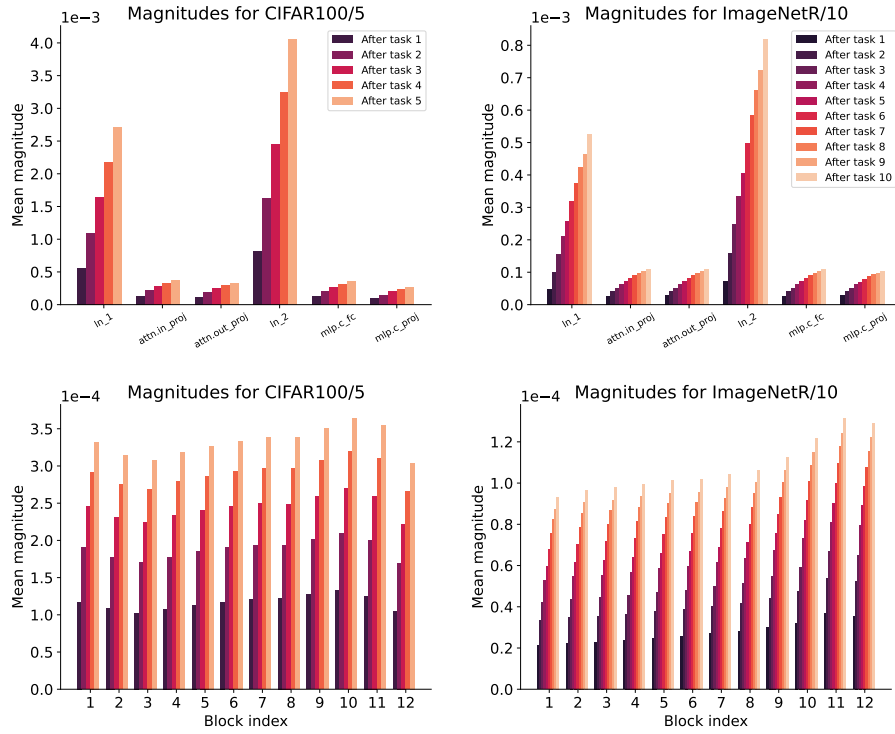 Magnitudes for CIFAR100/5
1e−3
Mean magnitude
4.0
3.5
3.0
2.5
2.0
1.5
1.0
0.5
0.0
After task 1
After task 2
After task 3
After task 4
After task 5
ln_1
attn.in_proj
attn.out_proj
ln_2
mlp.c_fc
mlp.c_proj
Magnitudes for ImageNetR/10
1e−3
Mean magnitude
0.8
0.7
0.6
0.5
0.4
0.3
0.2
0.1
0.0
After task 1
After task 2
After task 3
After task 4
After task 5
After task 6
After task 7
After task 8
After task 9
After task 10
ln_1
attn.in_proj
attn.out_proj
ln_2
mlp.c_fc
mlp.c_proj
Magnitudes for CIFAR100/5
1e−4
Mean magnitude
3.5
3.0
2.5
2.0
1.5
1.0
0.5
0.0
1 2 3 4 5 6 7 8 9 10 11 12
Block index
Magnitudes for ImageNetR/10
1e−4
Mean magnitude
1.2
1.0
0.8
0.6
0.4
0.2
0.0
1 2 3 4 5 6 7 8 9 10 11 12
Block index